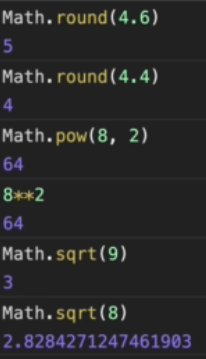 Math.round(4.6)
5
Math.round(4.4)
4
Math.pow(8, 2)
64
8**2
64
Math.sqrt(9)
3
Math.sqrt(8)
2.8284271247461903